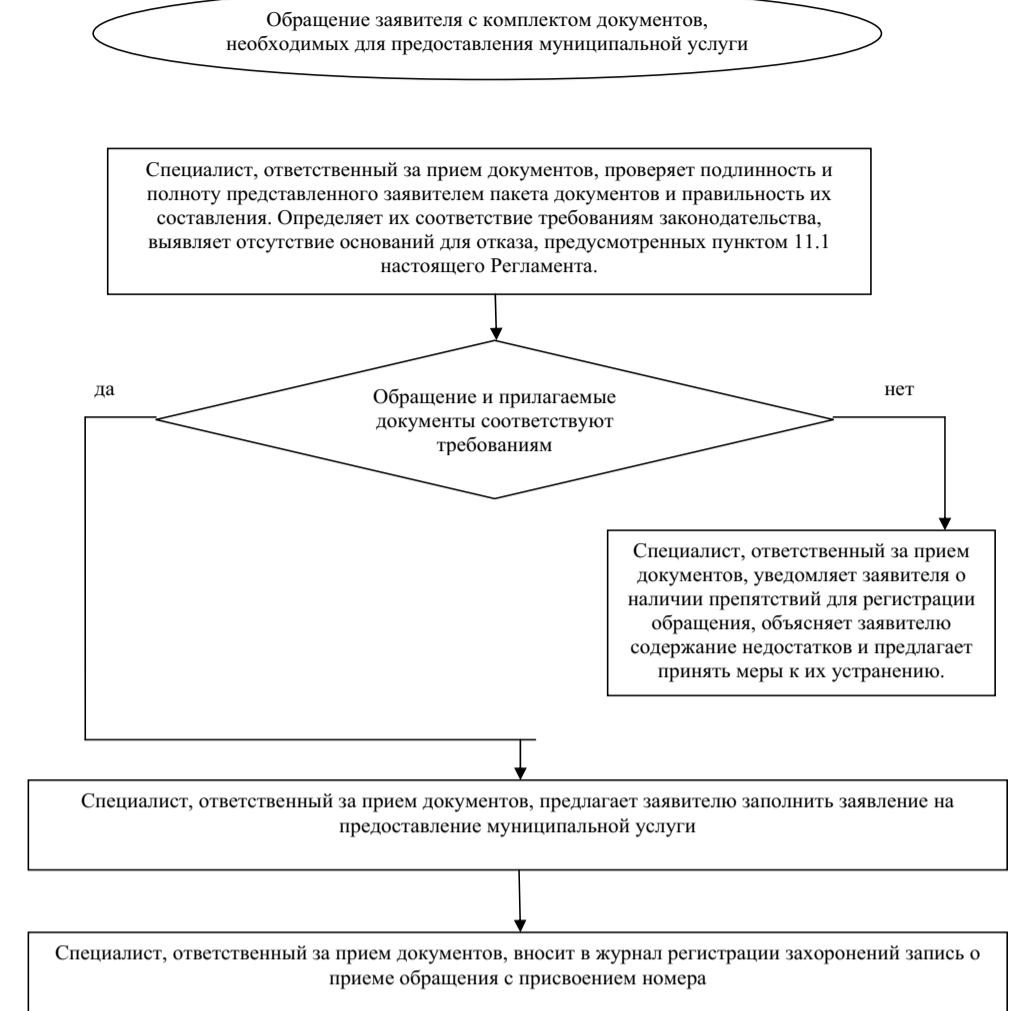 Обращение заявителя с комплектом документов,
необходимых для предоставления муниципальной услуги
Специалист, ответственный за прием документов, проверяет подлинность и
полноту представленного заявителем пакета документов и правильность их
составления. Определяет их соответствие требованиям законодательства,
выявляет отсутствие оснований для отказа, предусмотренных пунктом 11.1
настоящего Регламента.
да
нет
Обращение и прилагаемые
документы соответствуют
требованиям
Специалист, ответственный за прием
документов, уведомляет заявителя о
наличии препятствий для регистрации
обращения, объясняет заявителю
содержание недостатков и предлагает
принять меры к их устранению.
Специалист, ответственный за прием документов, предлагает заявителю заполнить заявление на
предоставление муниципальной услуги
Специалист, ответственный за прием документов, вносит в журнал регистрации захоронений запись о
приеме обращения с присвоением номера